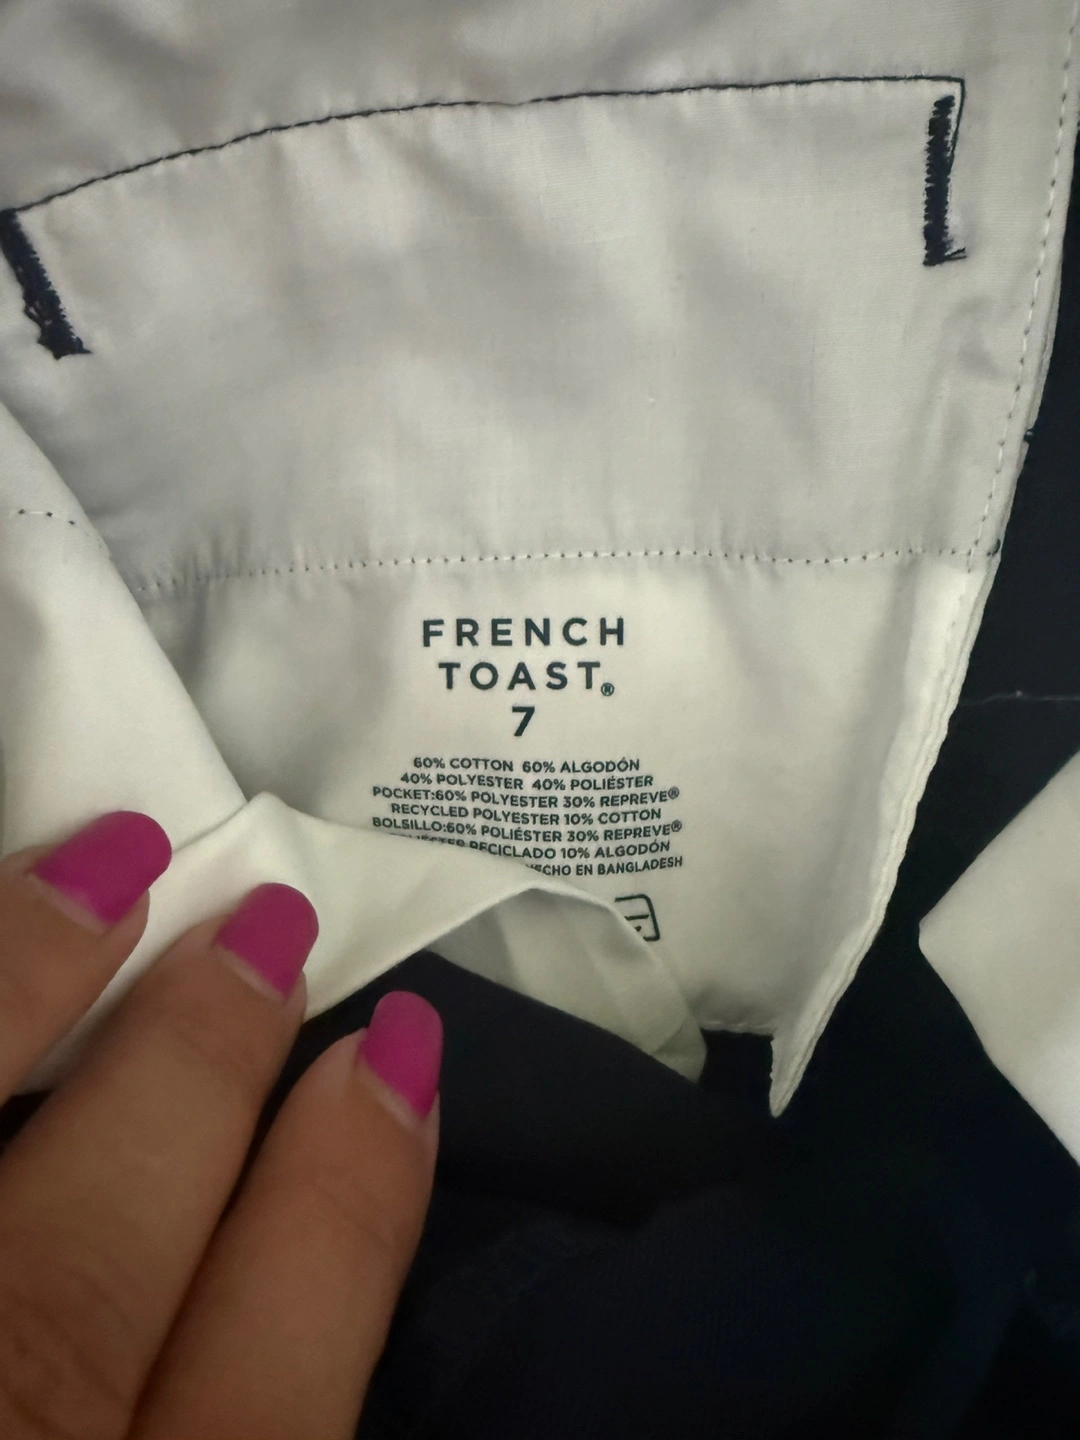 FRENCH
TOAST®
7
60% COTTON 60% ALGODÓN
40% POLYESTER 40% POLIÉSTER
POCKET:60% POLYESTER 30% REPREVE®
RECYCLED POLYESTER 10% COTTON
BOLSILLO:60% POLIÉSTER 30% REPREVE®
RECICLADO 10% ALGODÓN
EN BANGLADESH